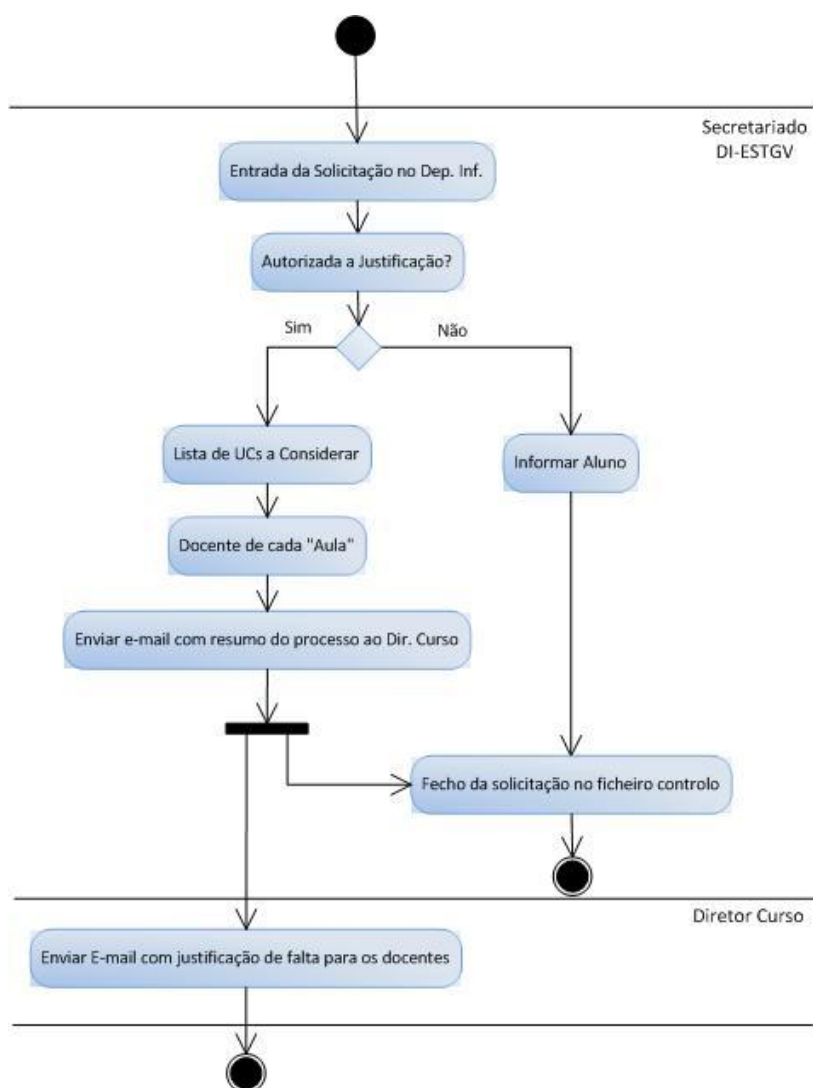 Secretariado
DI-ESTGV
Entrada da Solicitação no Dep. Inf.
Autorizada a Justificação?
Sim
Não
Lista de UCs a Considerar
Informar Aluno
Docente de cada "Aula"
Enviar e-mail com resumo do processo ao Dir. Curso
Fecho da solicitação no ficheiro controlo
Diretor Curso
Enviar E-mail com justificação de falta para os docentes